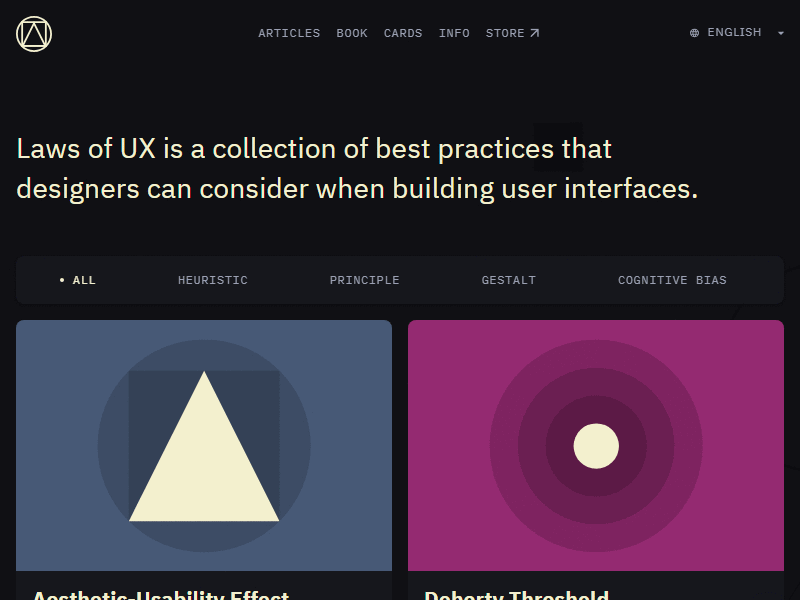 ARTICLES BOOK CARDS INFO STORE ENGLISH
Laws of UX is a collection of best practices that
designers can consider when building user interfaces.
• ALL HEURISTIC PRINCIPLE GESTALT COGNITIVE BIAS
Aesthetic-Usability Effect
Doherty Threshold